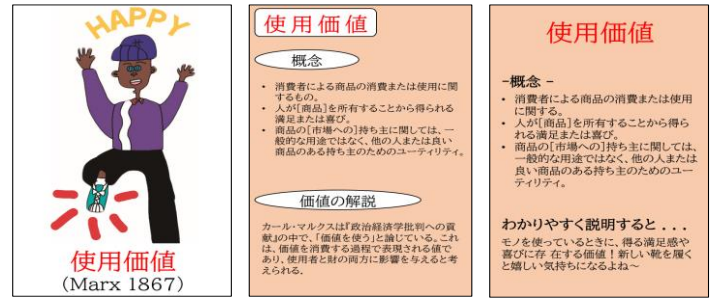 HAPPY
使用価値
(Marx 1867)
使用価値
概念
• 消費者による商品の消費または使用に関
するもの。
• 人が[商品]を所有することから得られる
満足または喜び。
• 商品の[市場への]持ち主に関しては、一
般的な用途ではなく、他の人または良い
商品のある持ち主のためのユーティリティ。
価値の解説
カール・マルクスは『政治経済学批判への貢
献』の中で、「価値を使う」と論じている。これ
は、価値を消費する過程で表現される値で
あり、使用者と財の両方に影響を与えると考
えられる.
使用価値
-概念 -
• 消費者による商品の消費または使用
に関する。
• 人が[商品]を所有することから得ら
れる満足または喜び。
• 商品の[市場への]持ち主に関しては、
一般的な用途ではなく、他の人または
良い商品のある持ち主のためのユー
ティリティ。
わかりやすく説明すると . . .
モノを使っているときに、得る満足感や
喜びに存 在する価値！新しい靴を履く
と嬉しい気持ちになるよね～